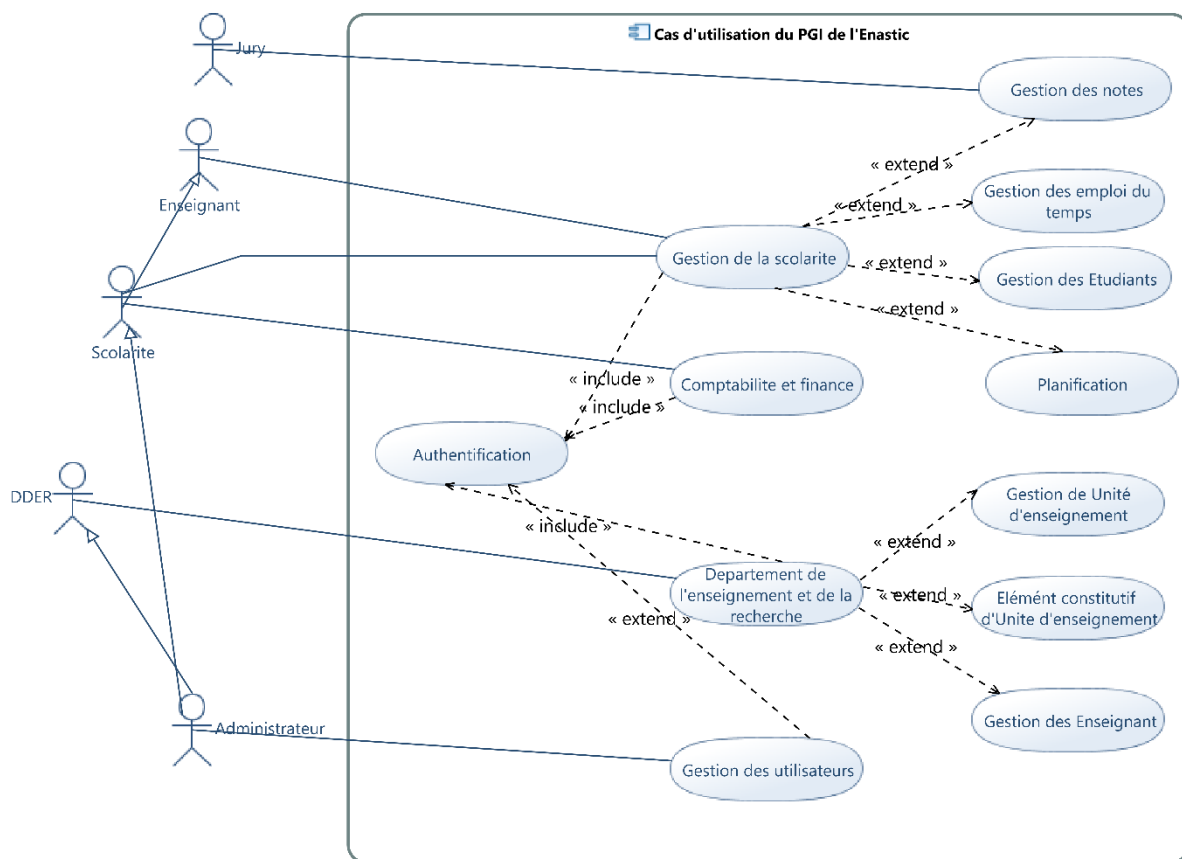 Cas d'utilisation du PGI de l'Enastic
Jury
Gestion des notes
Enseignant
« extend »
Gestion des emploi du
temps
« extend »
Gestion de la scolarite
« extend »
Gestion des Etudiants
« extend »
Scolarite
« include »
Comptabilite et finance
Planification
« include »
Authentification
DDER
Gestion de Unité
d'enseignement
« include »
« extend »
Departement de
l'enseignement et de la
recherche
« extend »
Elémént constitutif
d'Unite d'enseignement
« extend »
« extend »
Administrateur
Gestion des Enseignant
Gestion des utilisateurs